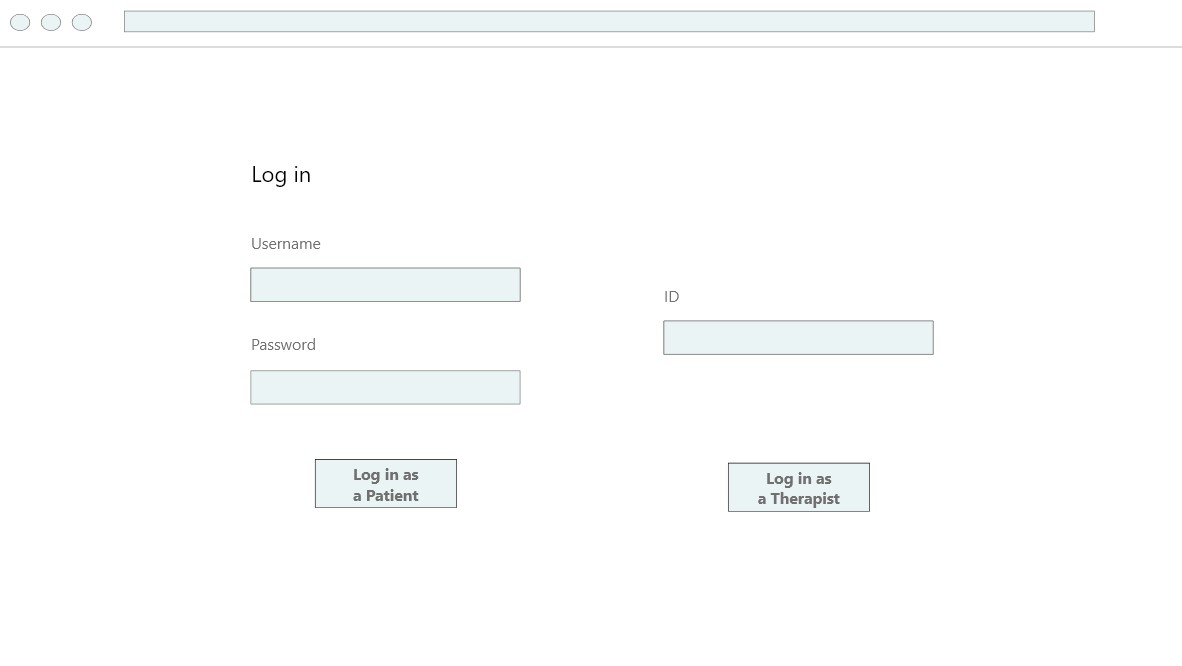 Log in
Username
Password
Log in as
a Patient
ID
Log in as
a Therapist